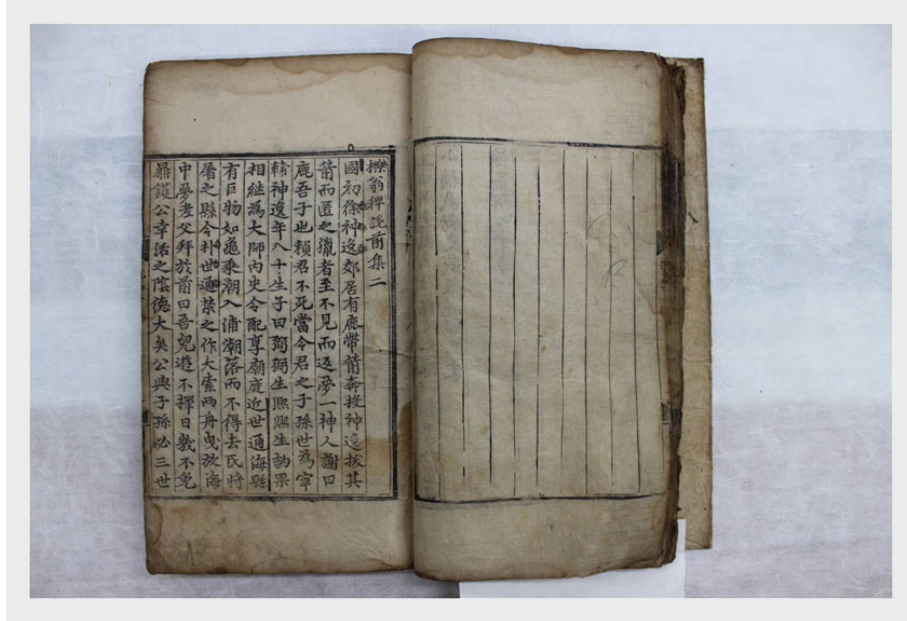 櫟翁稗說前集二
國初徐神逸郊居有鹿帶箭奔投神逸拔其
箭而匿之獵者至不見而返夢一神人謝曰
鹿吾子也賴君不死當令君之子孫世爲宰
輔神逸年八十生子曰弼弼生熙熙生訥果
相繼爲大師內史令配享廟庭近世通海縣
有巨物如龜乘潮入浦潮落而不得去民將
屠之縣令朴世通禁之作大索兩舟曳放海
中夢老父拜於前曰吾兒遊不擇日幾不免
鼎鑊公幸活之陰德大矣公與子孫必三世